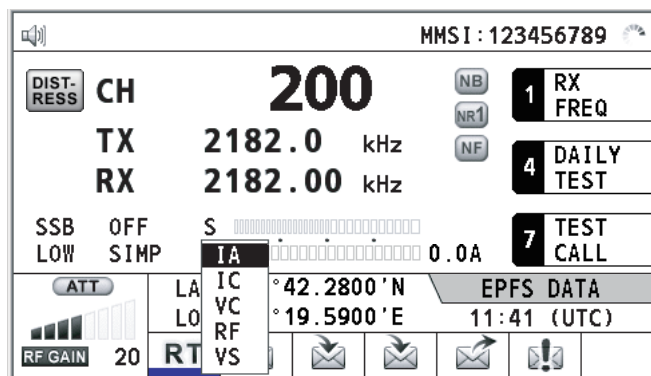 MMSI:123456789
DIST-
RESS
CH 200
NB
NR1
NF
1 RX
FREQ
TX 2182.0 kHz
RX 2182.00 kHz
4 DAILY
TEST
SSB OFF S
LOW SIMP 0.0A
7 TEST
CALL
IA
IC
VC
RF
VS
ATT
LA °42.2800'N
LO °19.5900'E
EPFS DATA
11:41 (UTC)
RF GAIN 20
RT